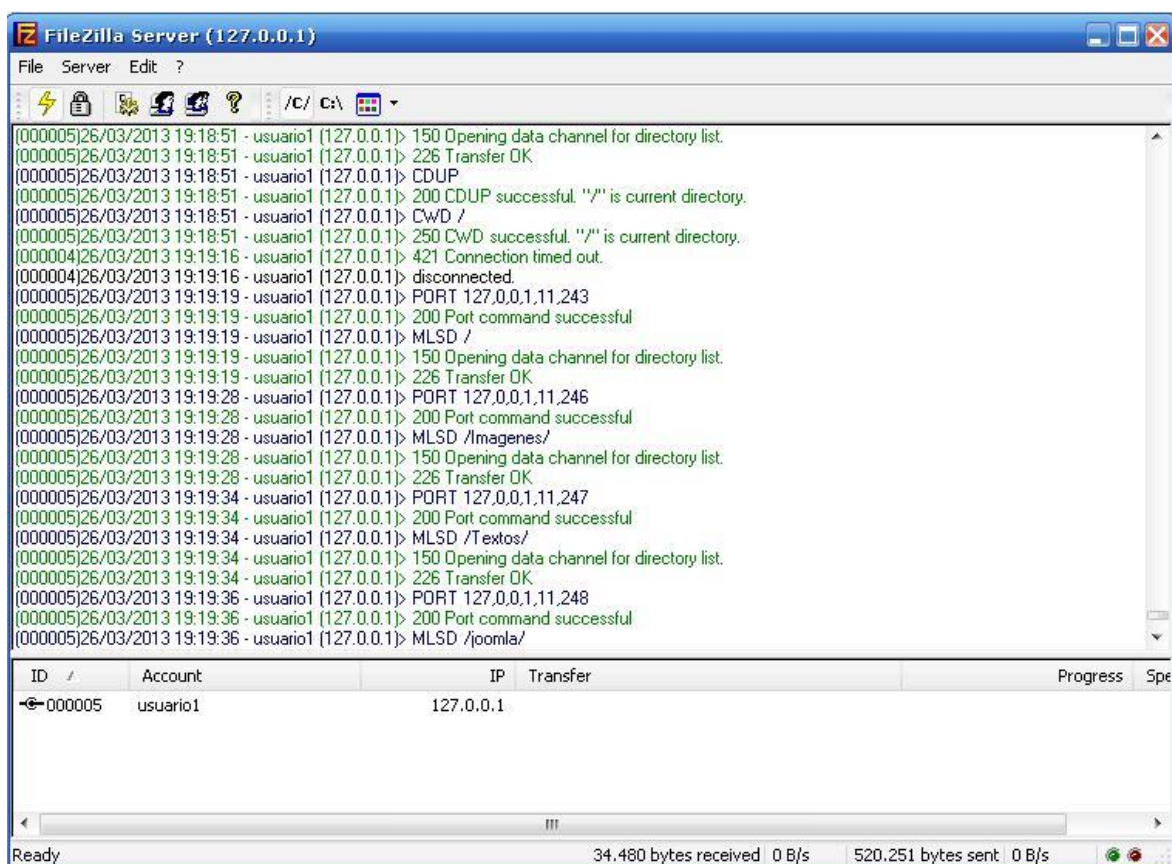 FileZilla Server (127.0.0.1)
File Server Edit ?
/C/ C:\
(000005)26/03/2013 19:18:51 - usuario1 (127.0.0.1)> 150 Opening data channel for directory list.
(000005)26/03/2013 19:18:51 - usuario1 (127.0.0.1)> 226 Transfer OK
(000005)26/03/2013 19:18:51 - usuario1 (127.0.0.1)> CDUP
(000005)26/03/2013 19:18:51 - usuario1 (127.0.0.1)> 200 CDUP successful. "/" is current directory.
(000005)26/03/2013 19:18:51 - usuario1 (127.0.0.1)> CWD /
(000005)26/03/2013 19:18:51 - usuario1 (127.0.0.1)> 250 CWD successful. "/" is current directory.
(000004)26/03/2013 19:19:16 - usuario1 (127.0.0.1)> 421 Connection timed out.
(000004)26/03/2013 19:19:16 - usuario1 (127.0.0.1)> disconnected.
(000005)26/03/2013 19:19:19 - usuario1 (127.0.0.1)> PORT 127,0,0,1,11,243
(000005)26/03/2013 19:19:19 - usuario1 (127.0.0.1)> 200 Port command successful
(000005)26/03/2013 19:19:19 - usuario1 (127.0.0.1)> MLSD /
(000005)26/03/2013 19:19:19 - usuario1 (127.0.0.1)> 150 Opening data channel for directory list.
(000005)26/03/2013 19:19:19 - usuario1 (127.0.0.1)> 226 Transfer OK
(000005)26/03/2013 19:19:28 - usuario1 (127.0.0.1)> PORT 127,0,0,1,11,246
(000005)26/03/2013 19:19:28 - usuario1 (127.0.0.1)> 200 Port command successful
(000005)26/03/2013 19:19:28 - usuario1 (127.0.0.1)> MLSD /Imagenes/
(000005)26/03/2013 19:19:28 - usuario1 (127.0.0.1)> 150 Opening data channel for directory list.
(000005)26/03/2013 19:19:28 - usuario1 (127.0.0.1)> 226 Transfer OK
(000005)26/03/2013 19:19:34 - usuario1 (127.0.0.1)> PORT 127,0,0,1,11,247
(000005)26/03/2013 19:19:34 - usuario1 (127.0.0.1)> 200 Port command successful
(000005)26/03/2013 19:19:34 - usuario1 (127.0.0.1)> MLSD /Textos/
(000005)26/03/2013 19:19:34 - usuario1 (127.0.0.1)> 150 Opening data channel for directory list.
(000005)26/03/2013 19:19:34 - usuario1 (127.0.0.1)> 226 Transfer OK
(000005)26/03/2013 19:19:36 - usuario1 (127.0.0.1)> PORT 127,0,0,1,11,248
(000005)26/03/2013 19:19:36 - usuario1 (127.0.0.1)> 200 Port command successful
(000005)26/03/2013 19:19:36 - usuario1 (127.0.0.1)> MLSD /joomla/
ID / Account IP Transfer Progress Spe
000005 usuario1 127.0.0.1
Ready 34.480 bytes received 0 B/s 520.251 bytes sent 0 B/s